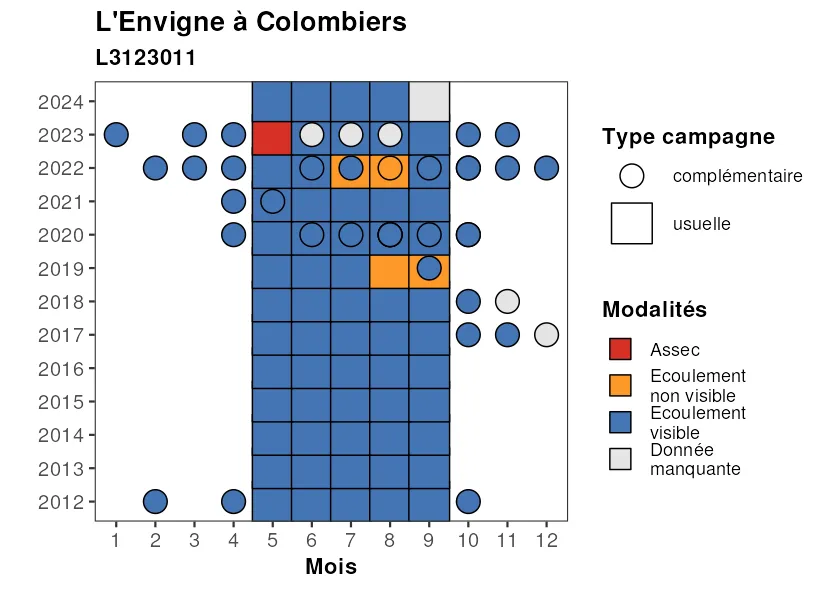 L'Envigne à Colombiers
L3123011
2024
2023
2022
2021
2020
2019
2018
2017
2016
2015
2014
2013
2012
1 2 3 4 5 6 7 8 9 10 11 12
Mois
Type campagne
complémentaire
usuelle
Modalités
Assec
Ecoulement
non visible
Ecoulement
visible
Donnée
manquante